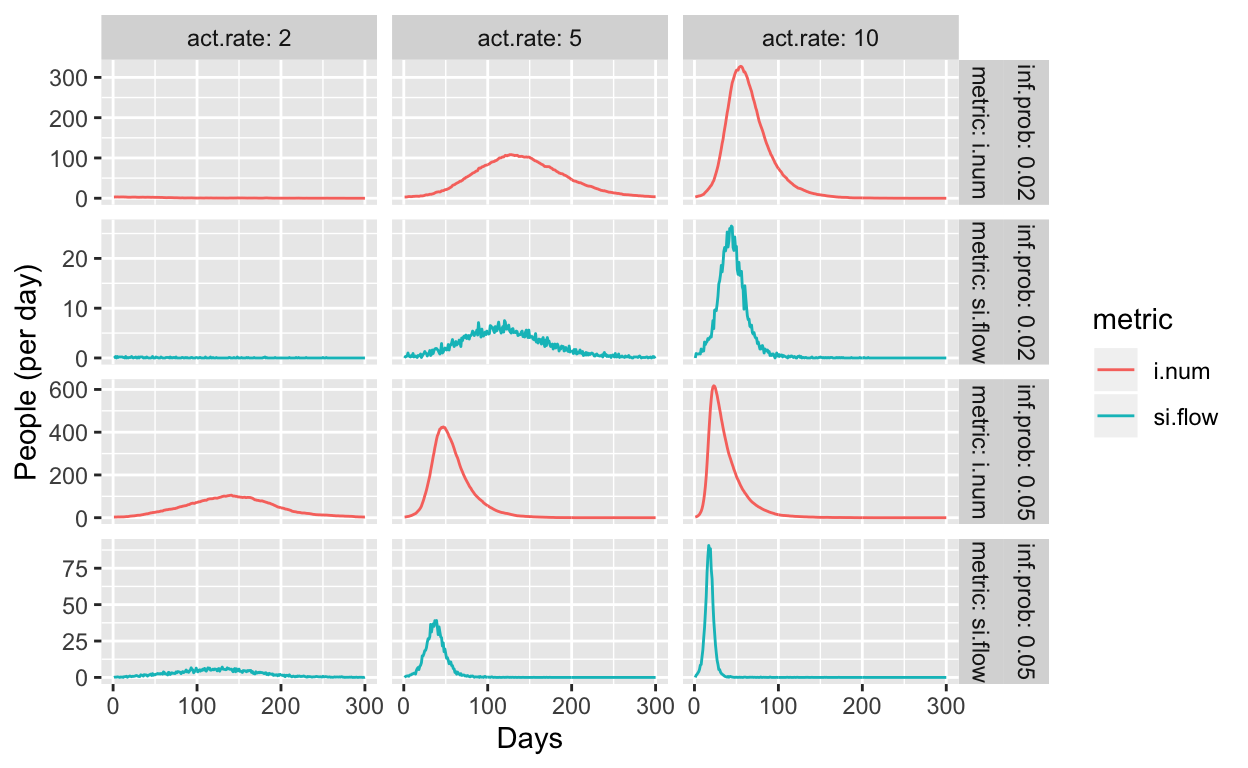 act.rate: 2
act.rate: 5
act.rate: 10
300
200
100
0
metric: i.num
inf.prob: 0.02
20
10
0
metric: si.flow
inf.prob: 0.02
600
400
200
0
metric: i.num
inf.prob: 0.05
75
50
25
0
metric: si.flow
inf.prob: 0.05
0 100 200 300
0 100 200 300
0 100 200 300
Days
People (per day)
metric
i.num
si.flow